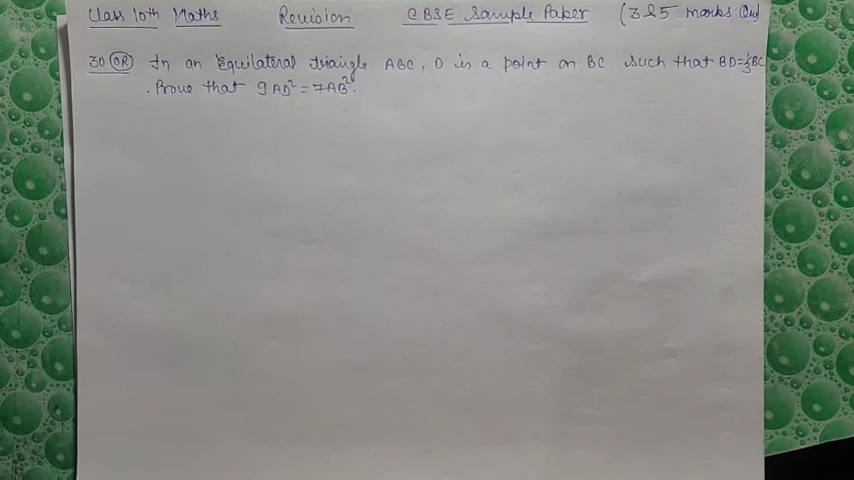 Class 10th Maths Revision CBSE Sample Paper (3&5 marks Qu)
30 OR In an Equilateral triangle ABC, D is a point on BC such that BD=⅓BC
. Prove that 9AD²=7AB².